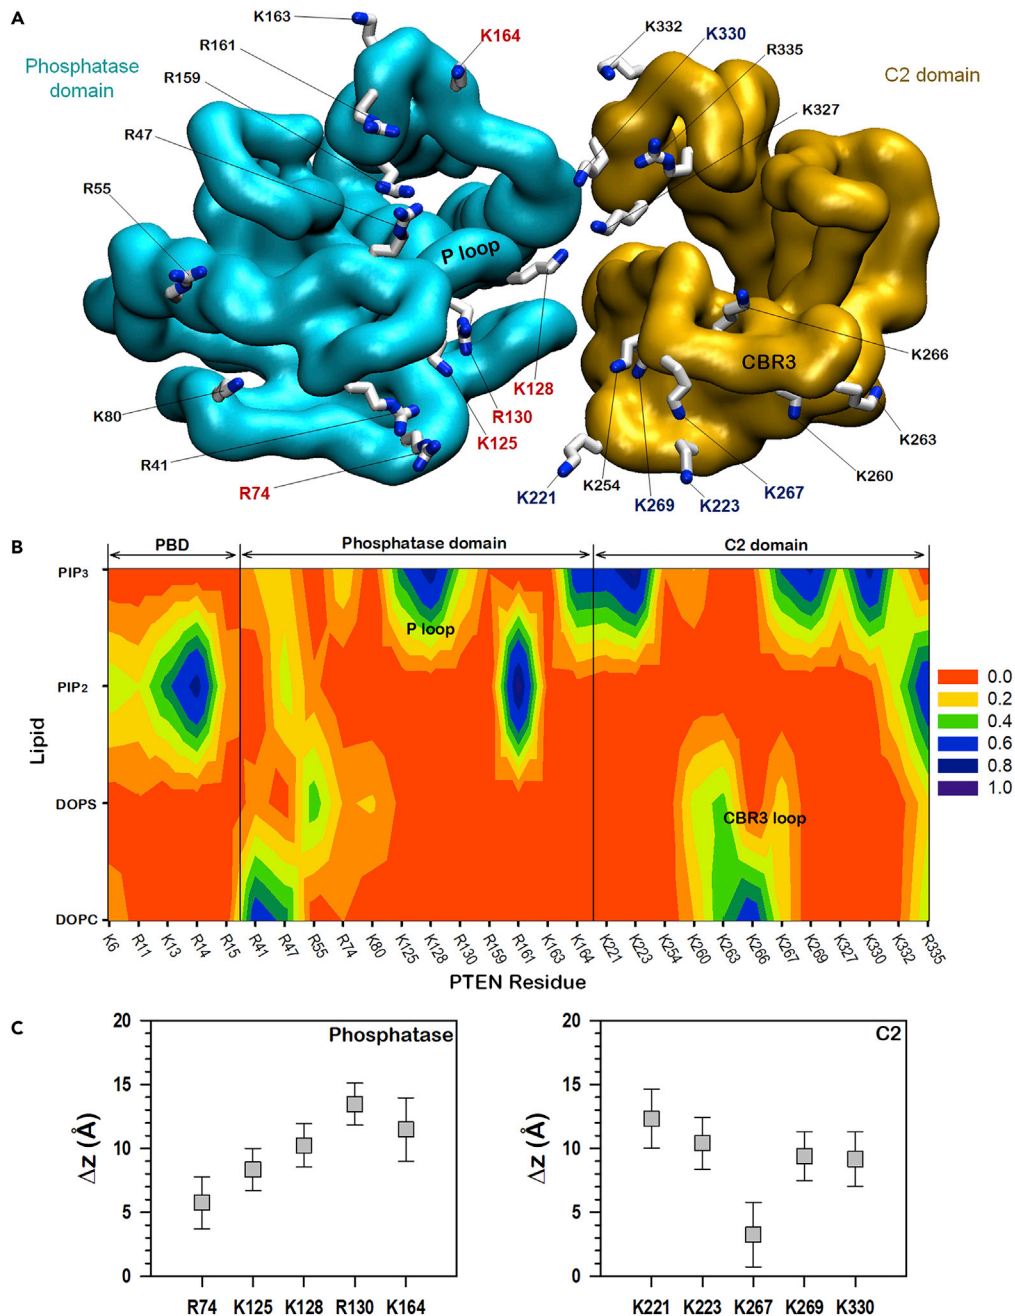 A
K163
K164
K332
K330
R335
Phosphatase
domain
R161
C2 domain
R159
K327
R47
R55
P loop
K266
CBR3
K128
K80
R130
K263
K125
R41
K260
R74
K221
K254
K269
K223
K267
B
PBD
Phosphatase domain
C2 domain
PIP3
P loop
PIP2
0.0
0.2
0.4
0.6
0.8
1.0
Lipid
DOPS
CBR3 loop
DOPC
K6 R11 K13 R14 R15 R41 R47 R55 R74 K80 K125 K128 R130 R159 R161 K163 K164 K221 K223 K254 K260 K263 K266 K267 K269 K327 K330 K332 R335
PTEN Residue
C
20 Phosphatase
15
10
5
0
Δz (Å)
R74 K125 K128 R130 K164
20 C2
15
10
5
0
Δz (Å)
K221 K223 K267 K269 K330